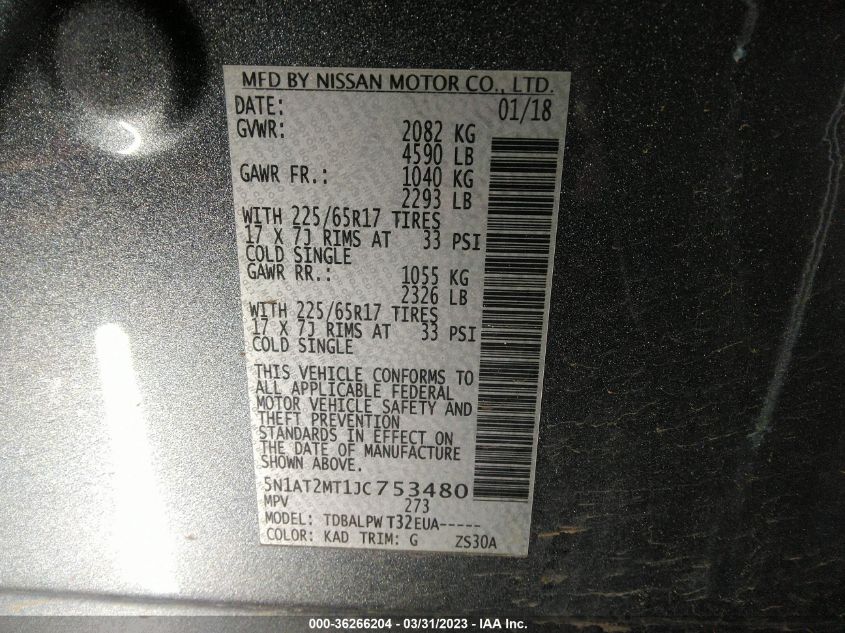 MFD BY NISSAN MOTOR CO., LTD.
DATE: 01/18
GVWR: 2082 KG
4590 LB
GAWR FR.: 1040 KG
2293 LB
WITH 225/65R17 TIRES
17 X 7J RIMS AT 33 PSI
COLD SINGLE
GAWR RR.: 1055 KG
2326 LB
WITH 225/65R17 TIRES
17 X 7J RIMS AT 33 PSI
COLD SINGLE
THIS VEHICLE CONFORMS TO
ALL APPLICABLE FEDERAL
MOTOR VEHICLE SAFETY AND
THEFT PREVENTION
STANDARDS IN EFFECT ON
THE DATE OF MANUFACTURE
SHOWN ABOVE.
5N1AT2MT1JC753480
MPV 273
MODEL: TDBALPW T32EUA-----
COLOR: KAD TRIM: G ZS30A
000-36266204 - 03/31/2023 - IAA Inc.